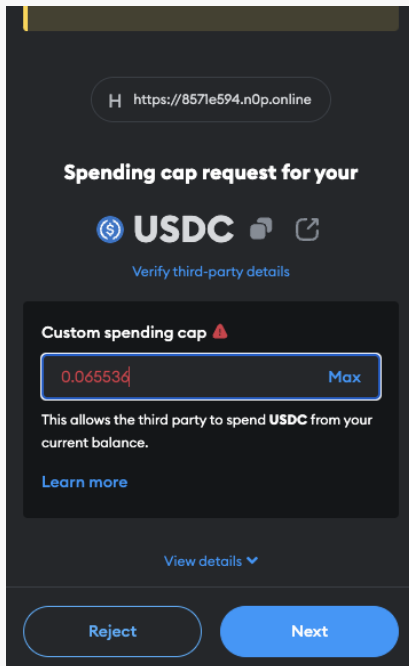 H https://8571e594.n0p.online
Spending cap request for your
USDC
Verify third-party details
Custom spending cap
0.065536
Max
This allows the third party to spend USDC from your
current balance.
Learn more
View details
Reject
Next